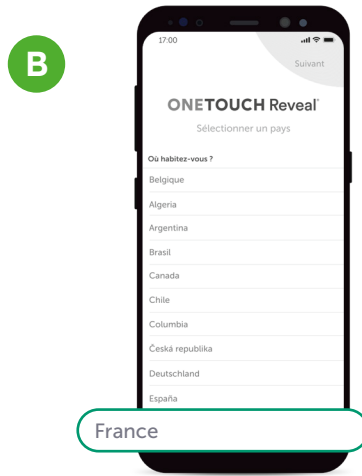 B
17:00
Suivant
ONETOUCH Reveal
Sélectionner un pays
Où habitez-vous ?
Belgique
Algeria
Argentina
Brasil
Canada
Chile
Columbia
Česká republika
Deutschland
España
France